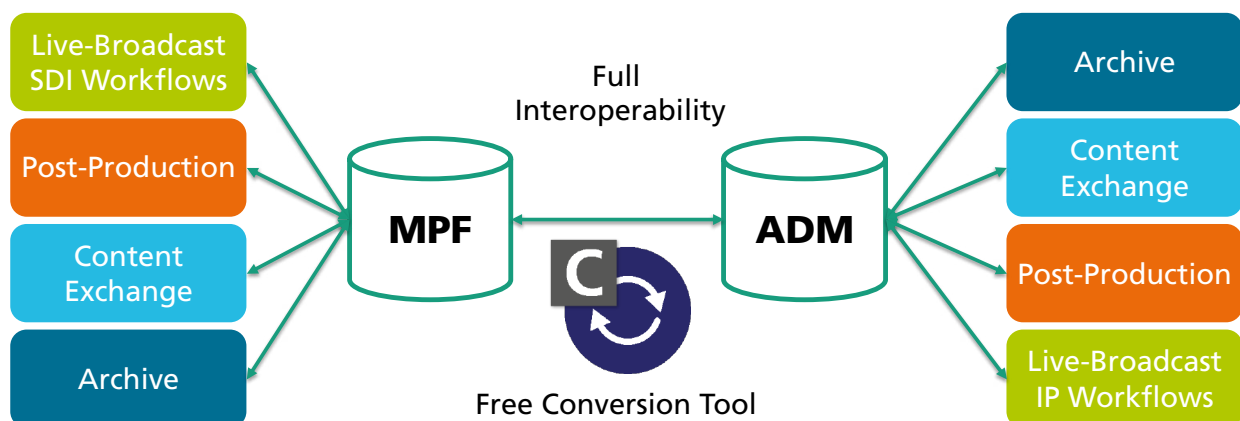 Live-Broadcast
SDI Workflows
Post-Production
Content
Exchange
Archive
MPF
Full
Interoperability
C
Free Conversion Tool
ADM
Archive
Content
Exchange
Post-Production
Live-Broadcast
IP Workflows